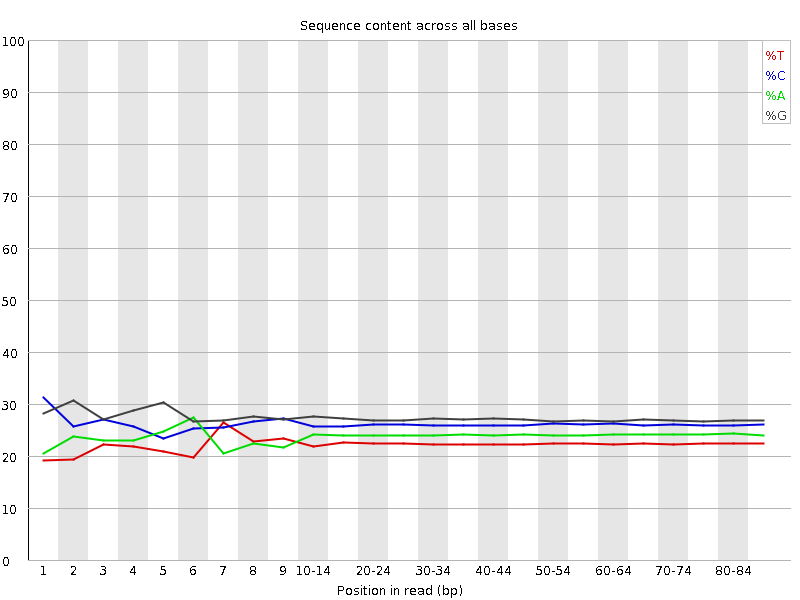 Sequence content across all bases
100
90
80
70
60
50
40
30
20
10
0
%T
%C
%A
%G
1 2 3 4 5 6 7 8 9 10-14 20-24 30-34 40-44 50-54 60-64 70-74 80-84
Position in read (bp)